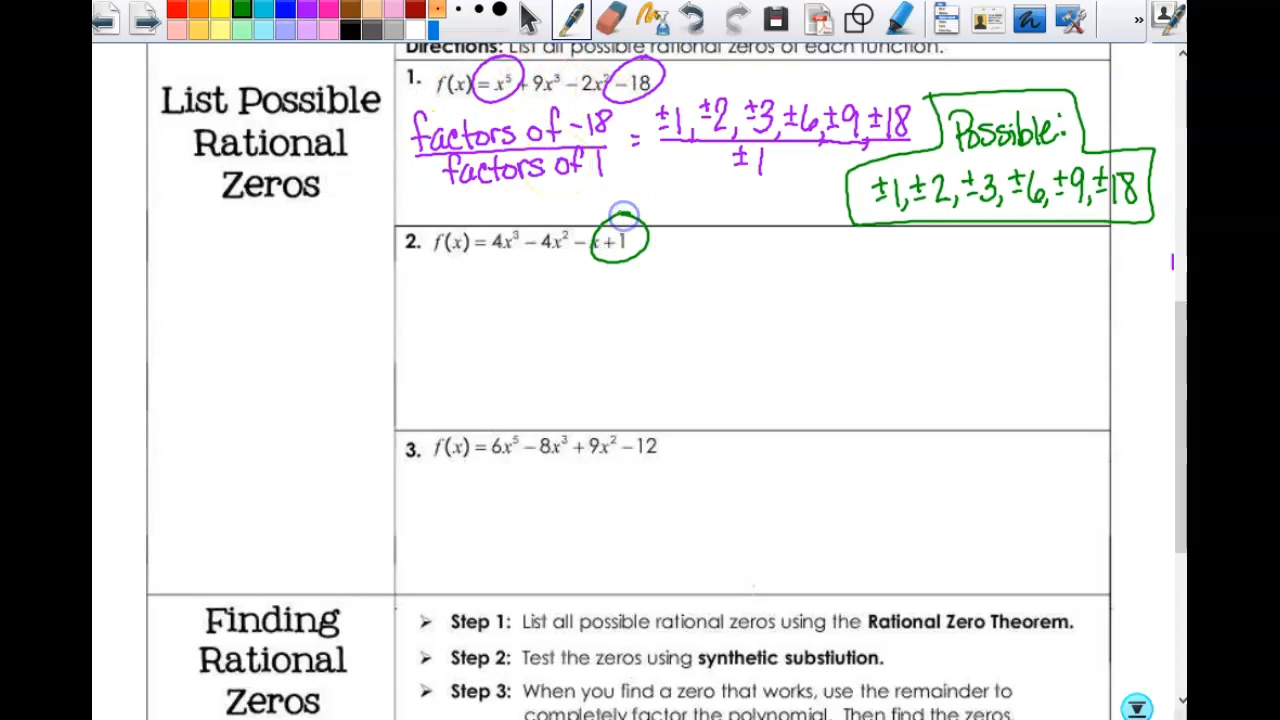 Directions: List all possible rational zeros of each function.
List Possible
Rational
Zeros
1. f(x) = x⁵ + 9x³ − 2x² − 18
factors of -18
factors of 1
= ±1, ±2, ±3, ±6, ±9, ±18
±1
Possible:
±1, ±2, ±3, ±6, ±9, ±18
2. f(x) = 4x³ − 4x² − x + 1
3. f(x) = 6x⁵ − 8x³ + 9x² − 12
Finding
Rational
Zeros
➢ Step 1: List all possible rational zeros using the Rational Zero Theorem.
➢ Step 2: Test the zeros using synthetic substiution.
➢ Step 3: When you find a zero that works, use the remainder to
completely factor the polynomial. Then find the zeros.